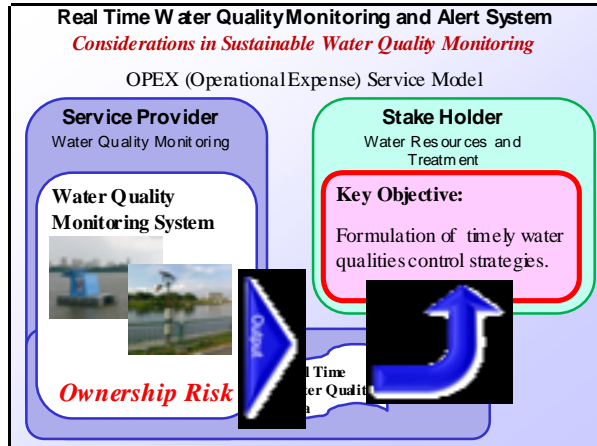 Real Time Water Quality Monitoring and Alert System
Considerations in Sustainable Water Quality Monitoring
OPEX (Operational Expense) Service Model
Service Provider
Water Quality Monitoring
Water Quality
Monitoring System
Ownership Risk
Output
l Time
ter Qualit
a
Stake Holder
Water Resources and
Treatment
Key Objective:
Formulation of timely water
qualities control strategies.